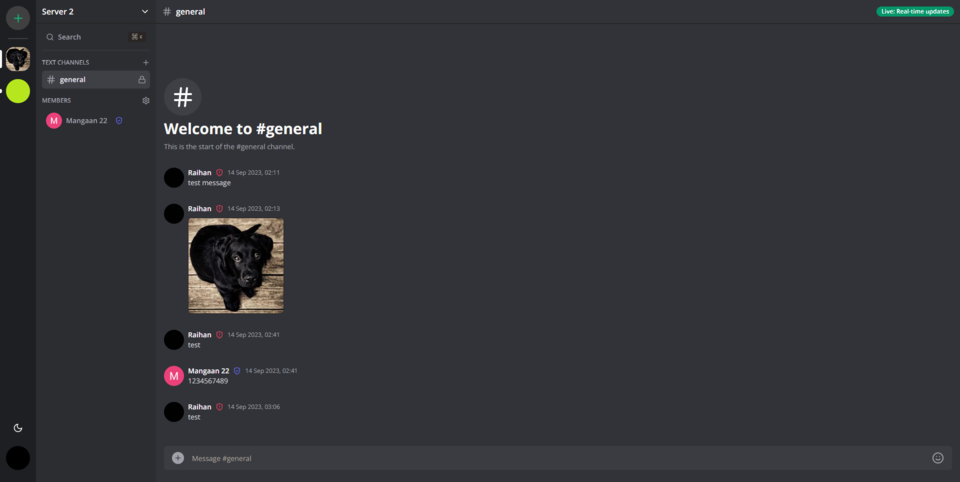 Server 2
Search
⌘ K
TEXT CHANNELS
general
MEMBERS
M
Mangaan 22
# general
Live: Real-time updates
#
Welcome to #general
This is the start of the #general channel.
Raihan 14 Sep 2023, 02:11
test message
Raihan 14 Sep 2023, 02:13
Raihan 14 Sep 2023, 02:41
test
M
Mangaan 22 14 Sep 2023, 02:41
1234567489
Raihan 14 Sep 2023, 03:06
test
Message #general